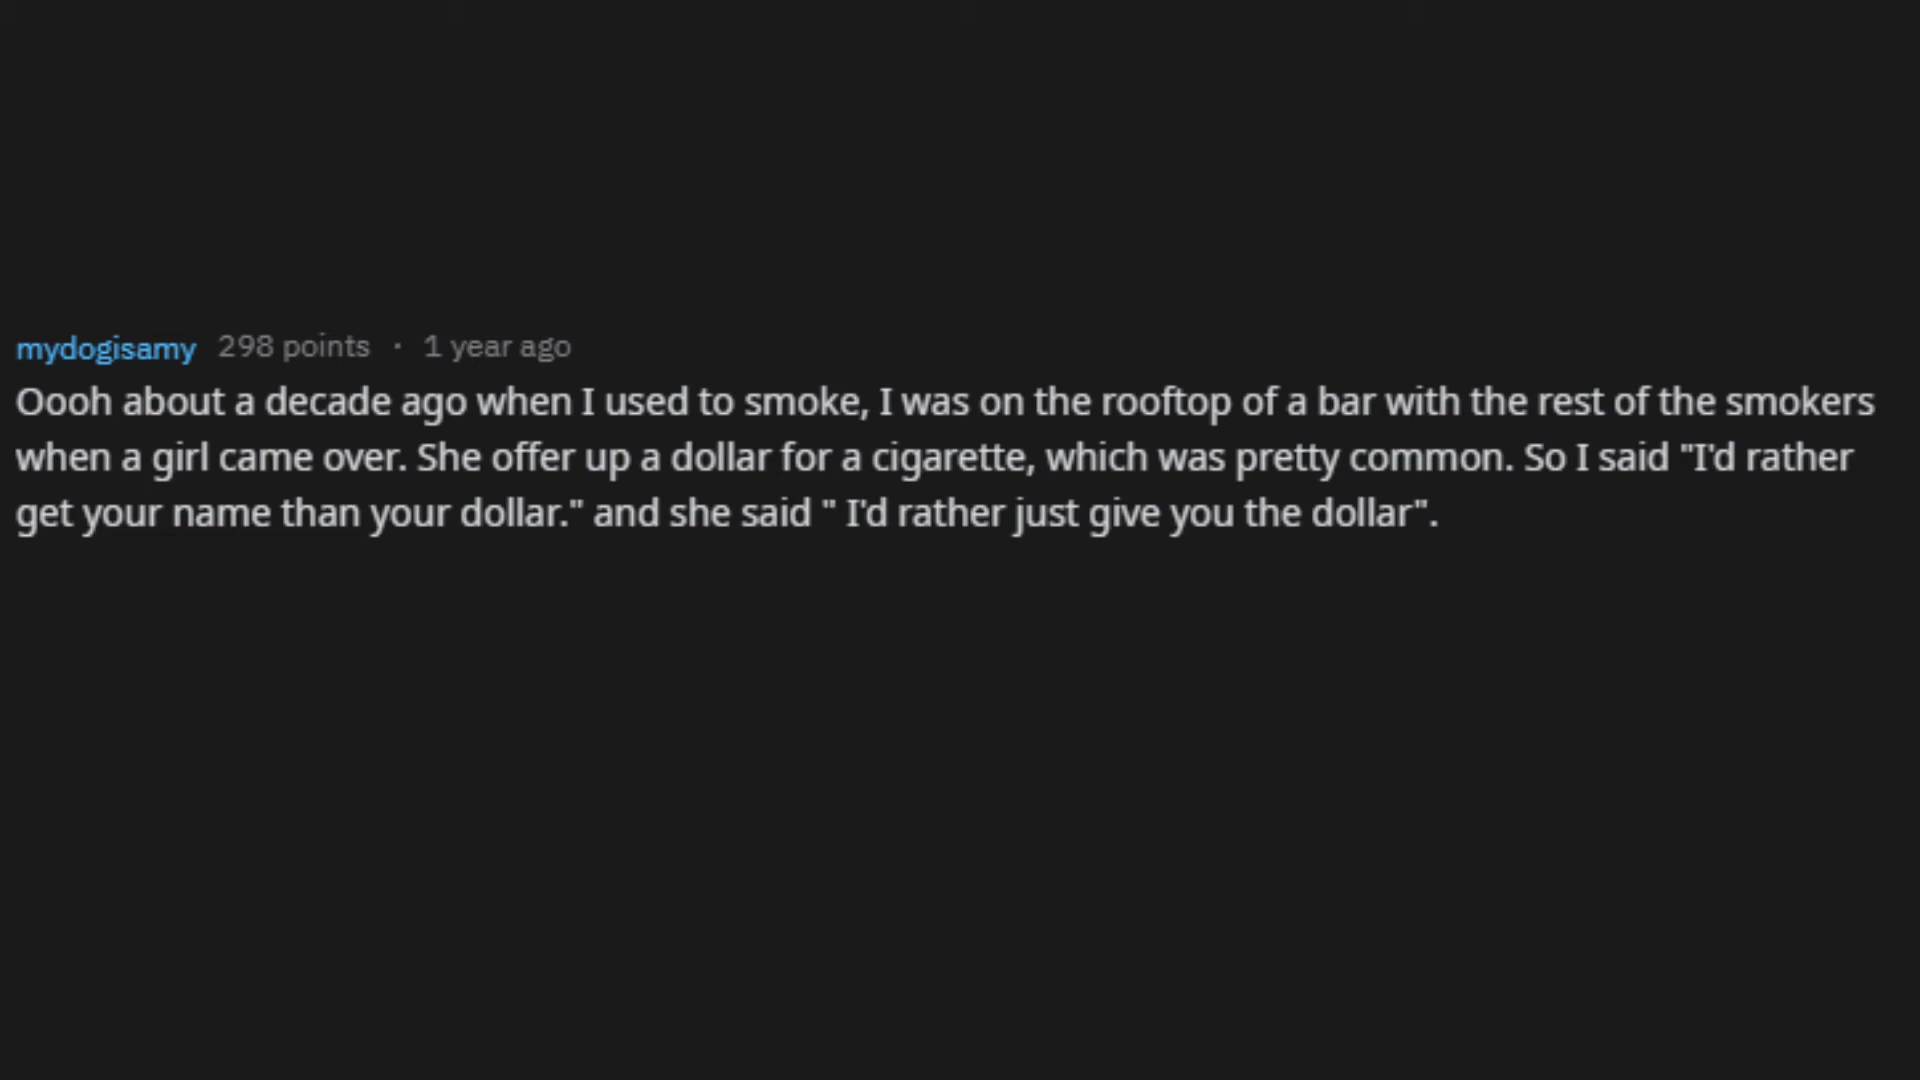 mydogisamy 298 points · 1 year ago
Oooh about a decade ago when I used to smoke, I was on the rooftop of a bar with the rest of the smokers
when a girl came over. She offer up a dollar for a cigarette, which was pretty common. So I said "I'd rather
get your name than your dollar." and she said " I'd rather just give you the dollar".